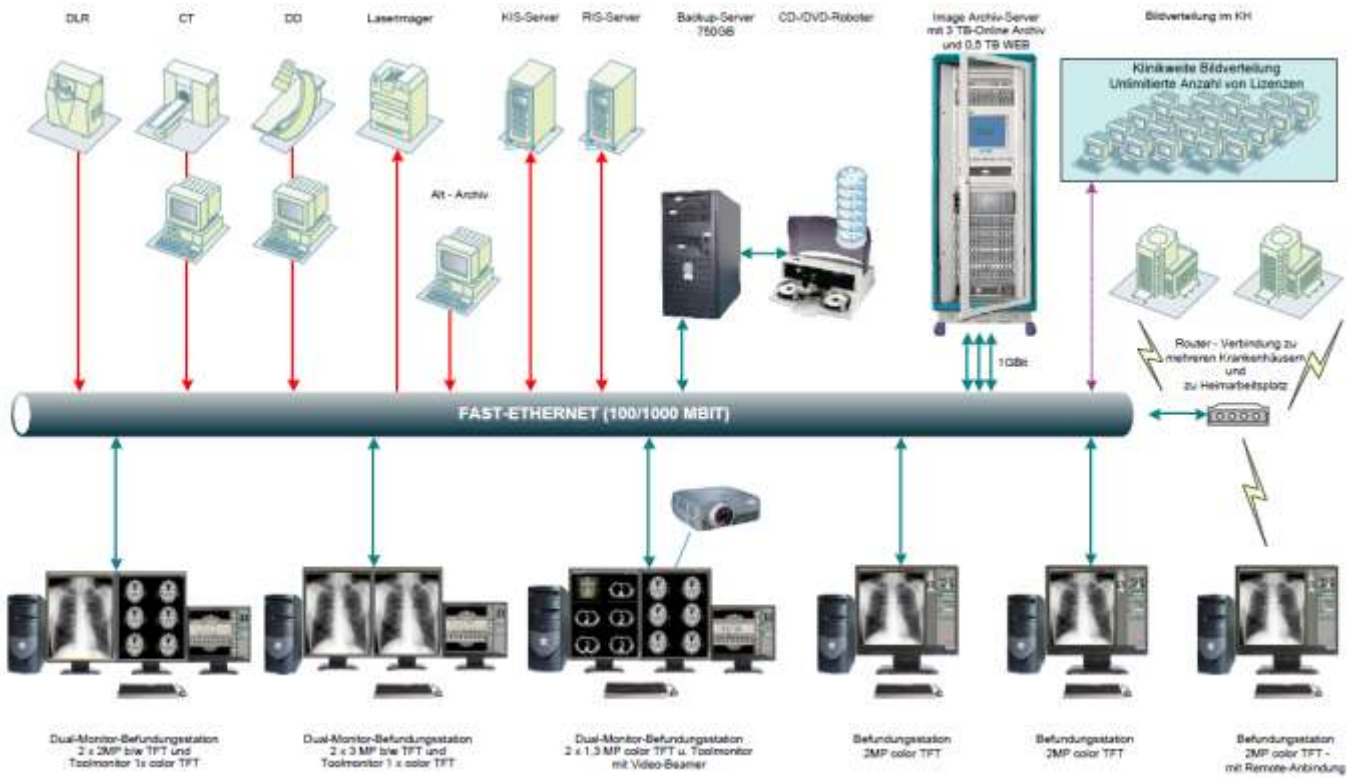 DLR
CT
DD
Laserimager
KIS-Server
RIS-Server
Backup-Server
750GB
CD-/DVD-Roboter
Image Archiv-Server
mit 3 TB-Online Archiv
und 0,5 TB WEB
Bildverteilung im KH
Klinikweite Bildverteilung
Unlimitierte Anzahl von Lizenzen
Alt - Archiv
1GBit
Router - Verbindung zu
mehreren Krankenhäusern
und
zu Heimarbeitsplatz
FAST-ETHERNET (100/1000 MBIT)
Dual-Monitor-Befundungsstation
2 x 2MP b/w TFT und
Toolmonitor 1x color TFT
Dual-Monitor-Befundungsstation
2 x 3 MP b/w TFT und
Toolmonitor 1 x color TFT
Dual-Monitor-Befundungsstation
2 x 1,3 MP color TFT u. Toolmonitor
mit Video-Beamer
Befundungsstation
2MP color TFT
Befundungsstation
2MP color TFT
Befundungsstation
2MP color TFT -
mit Remote-Anbindung